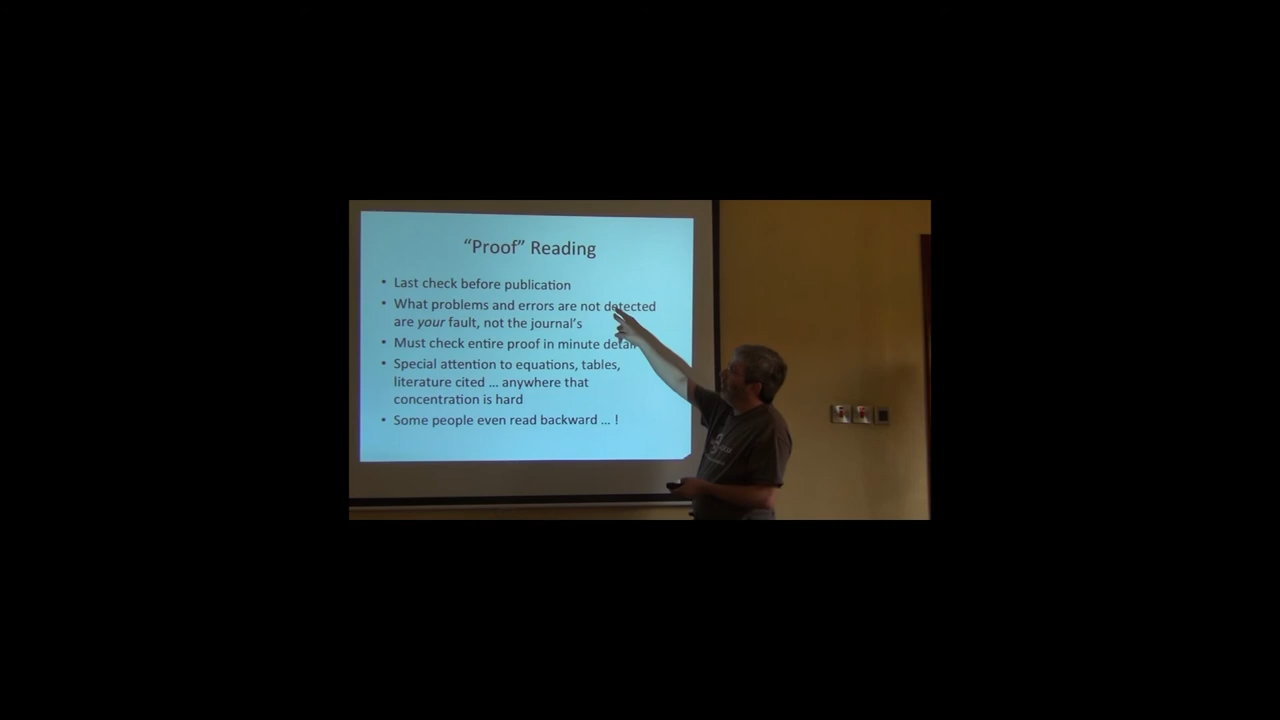 “Proof” Reading
• Last check before publication
• What problems and errors are not detected
are your fault, not the journal’s
• Must check entire proof in minute detail
• Special attention to equations, tables,
literature cited ... anywhere that
concentration is hard
• Some people even read backward ... !